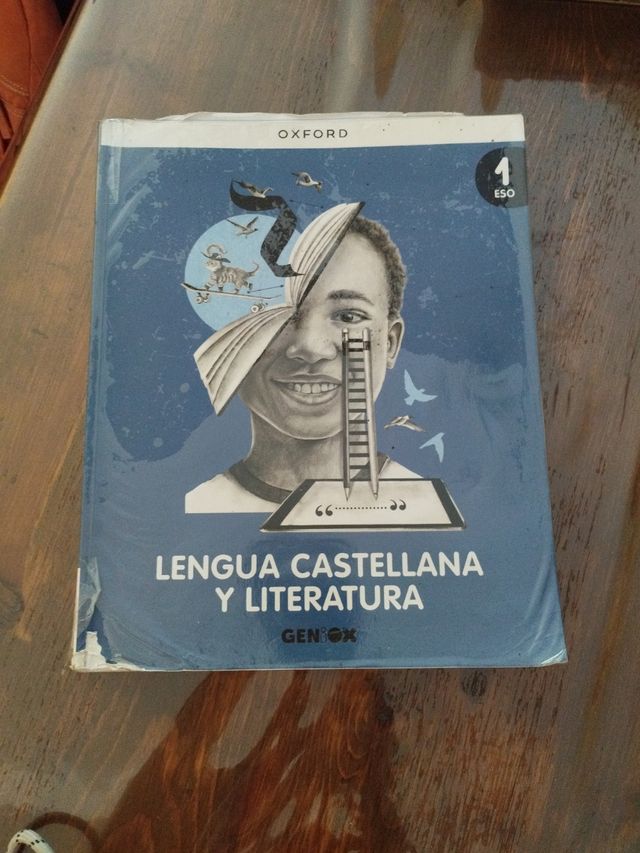 OXFORD
1
ESO
“ ............... ”
LENGUA CASTELLANA
Y LITERATURA
GENiOX